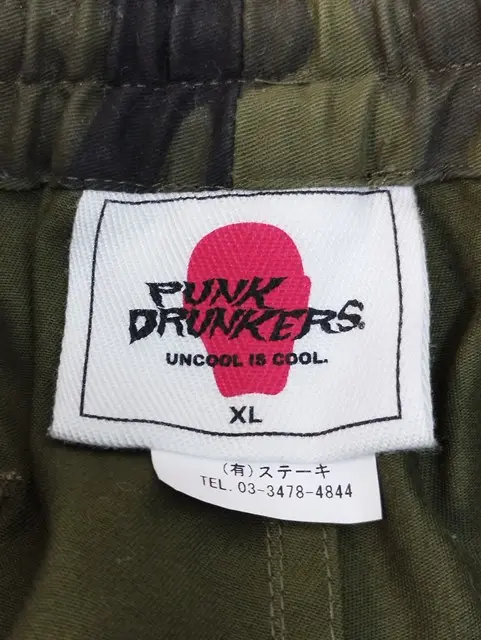 PUNK
DRUNKERS®
UNCOOL IS COOL.
XL
(有)ステーキ
TEL. 03-3478-4844